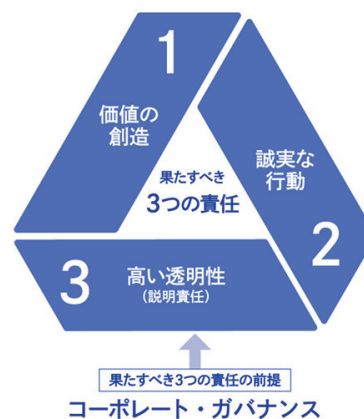 1
価値の
創造
誠実な
行動
2
果たすべき
3つの責任
3
高い透明性
(説明責任)
果たすべき3つの責任の前提
コーポレート・ガバナンス